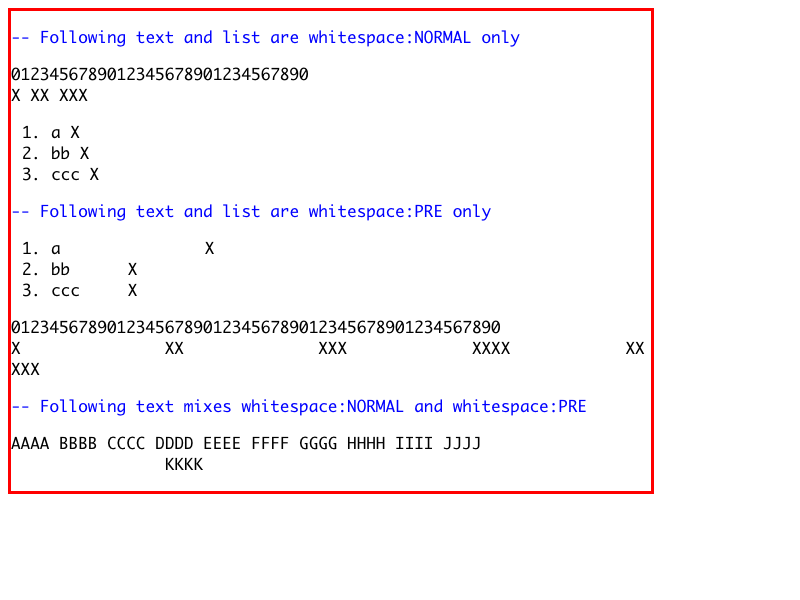 -- Following text and list are whitespace:NORMAL only
0123456789012345678901234567890
X XX XXX
1. a X
2. bb X
3. ccc X
-- Following text and list are whitespace:PRE only
1. a               X
2. bb      X
3. ccc     X
012345678901234567890123456789012345678901234567890
X               XX              XXX             XXXX            XX
XXX
-- Following text mixes whitespace:NORMAL and whitespace:PRE
AAAA BBBB CCCC DDDD EEEE FFFF GGGG HHHH IIII JJJJ
                KKKK